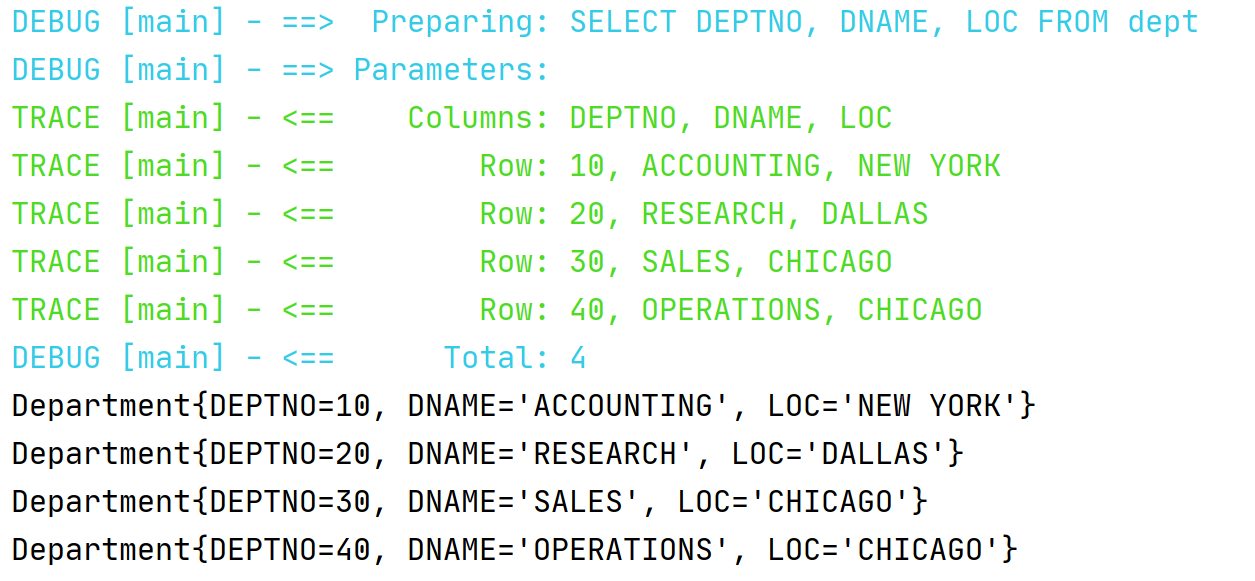 DEBUG [main] - ==>  Preparing: SELECT DEPTNO, DNAME, LOC FROM dept
DEBUG [main] - ==> Parameters:
TRACE [main] - <==    Columns: DEPTNO, DNAME, LOC
TRACE [main] - <==        Row: 10, ACCOUNTING, NEW YORK
TRACE [main] - <==        Row: 20, RESEARCH, DALLAS
TRACE [main] - <==        Row: 30, SALES, CHICAGO
TRACE [main] - <==        Row: 40, OPERATIONS, CHICAGO
DEBUG [main] - <==      Total: 4
Department{DEPTNO=10, DNAME='ACCOUNTING', LOC='NEW YORK'}
Department{DEPTNO=20, DNAME='RESEARCH', LOC='DALLAS'}
Department{DEPTNO=30, DNAME='SALES', LOC='CHICAGO'}
Department{DEPTNO=40, DNAME='OPERATIONS', LOC='CHICAGO'}